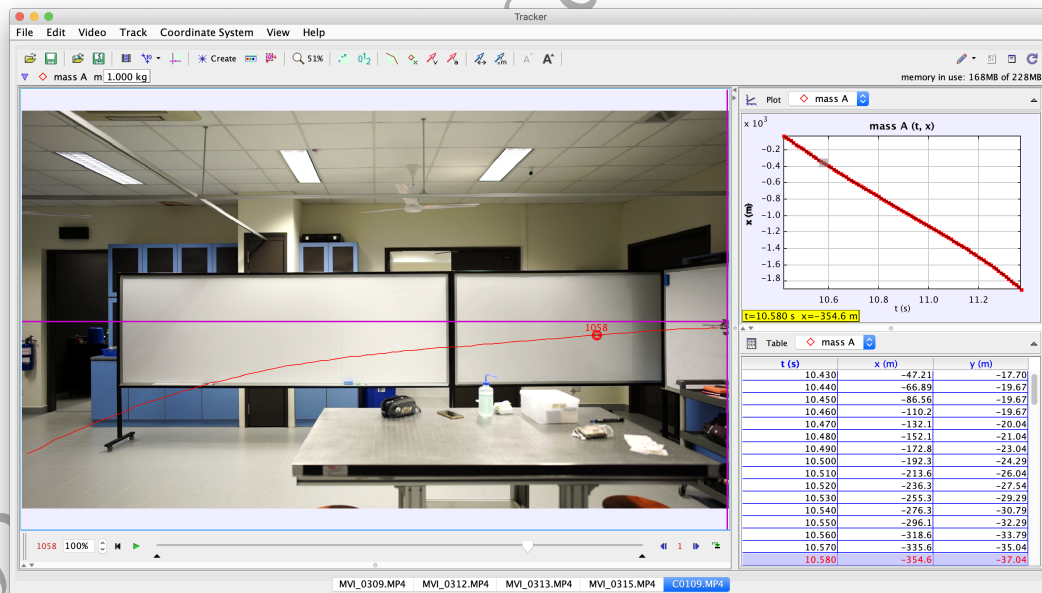 Tracker
File Edit Video Track Coordinate System View Help
Create 51%
mass A m 1.000 kg
memory in use: 168MB of 228MB
Plot mass A
x 10³ mass A (t, x)
-0.2
-0.4
-0.6
-0.8
-1.0
-1.2
-1.4
-1.6
-1.8
x (m)
10.6 10.8 11.0 11.2
t (s)
t=10.580 s x=-354.6 m
1058
Table mass A
t (s) x (m) y (m)
10.430 -47.21 -17.70
10.440 -66.89 -19.67
10.450 -86.56 -19.67
10.460 -110.2 -19.67
10.470 -132.1 -20.04
10.480 -152.1 -21.04
10.490 -172.8 -23.04
10.500 -192.3 -24.29
10.510 -213.6 -26.04
10.520 -236.3 -27.54
10.530 -255.3 -29.29
10.540 -276.3 -30.79
10.550 -296.1 -32.29
10.560 -318.6 -33.79
10.570 -335.6 -35.04
10.580 -354.6 -37.04
1058 100% 1
MVI_0309.MP4 MVI_0312.MP4 MVI_0313.MP4 MVI_0315.MP4 C0109.MP4